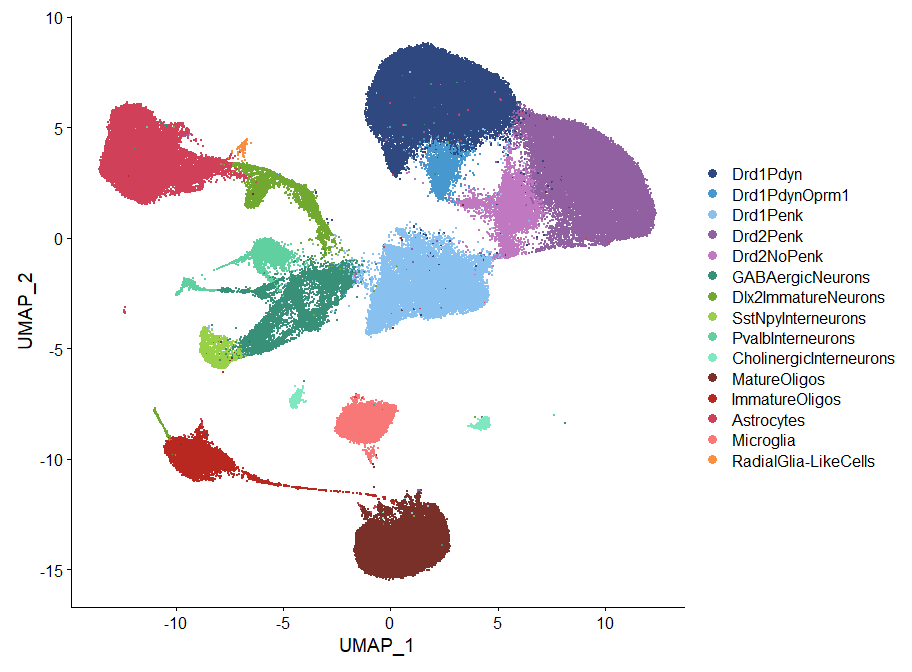 10
5
0
-5
-10
-15
UMAP_2
-10
-5
0
5
10
UMAP_1
Drd1Pdyn
Drd1PdynOprm1
Drd1Penk
Drd2Penk
Drd2NoPenk
GABAergicNeurons
Dlx2ImmatureNeurons
SstNpyInterneurons
PvalbInterneurons
CholinergicInterneurons
MatureOligos
ImmatureOligos
Astrocytes
Microglia
RadialGlia-LikeCells